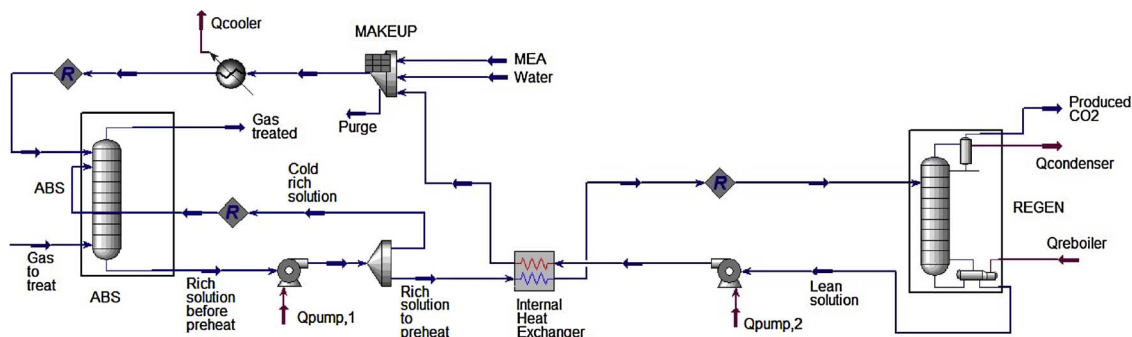 Qcooler
MAKEUP
MEA
Water
R
Purge
Gas
treated
Produced
CO2
Qcondenser
ABS
Cold
rich
solution
R
R
REGEN
Gas
to
treat
ABS
Rich
solution
before
preheat
Qpump,1
Rich
solution
to
preheat
Internal
Heat
Exchanger
Qpump,2
Lean
solution
Qreboiler